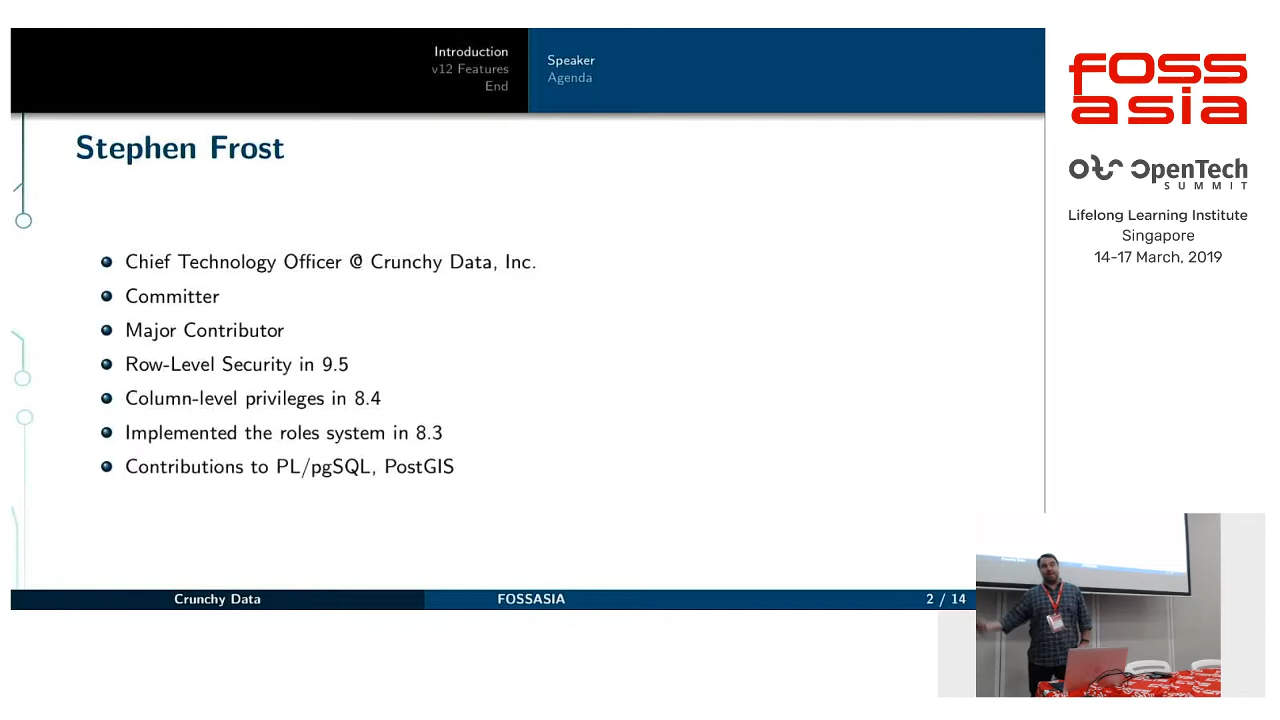 Introduction
v12 Features
End
Speaker
Agenda
Stephen Frost
Chief Technology Officer @ Crunchy Data, Inc.
Committer
Major Contributor
Row-Level Security in 9.5
Column-level privileges in 8.4
Implemented the roles system in 8.3
Contributions to PL/pgSQL, PostGIS
Crunchy Data
FOSSASIA
2 / 14
foss
asia
OpenTech
SUMMIT
Lifelong Learning Institute
Singapore
14-17 March, 2019